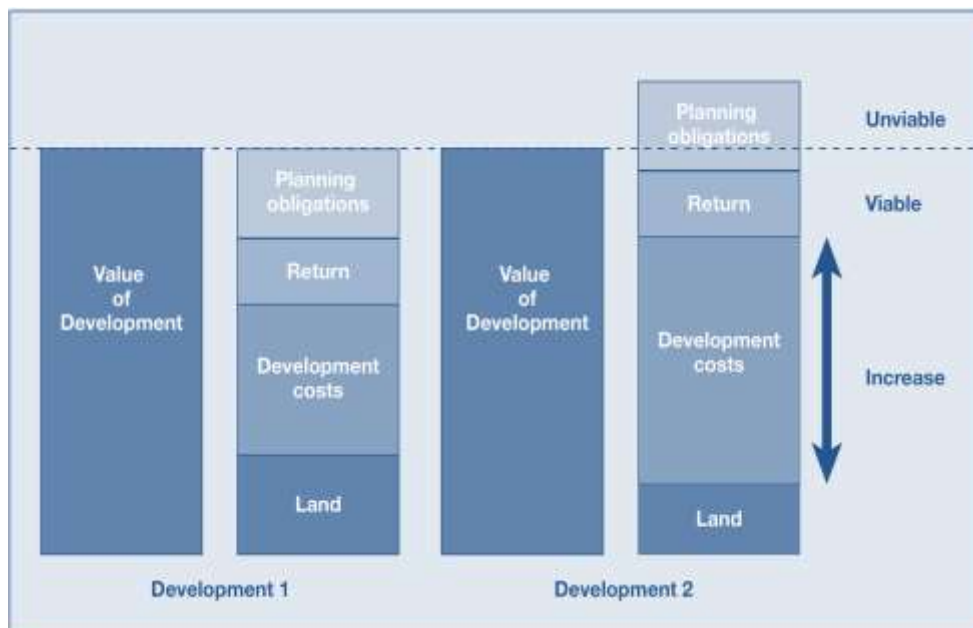 Value
of
Development
Planning
obligations
Return
Development
costs
Land
Development 1
Value
of
Development
Planning
obligations
Return
Development
costs
Land
Development 2
Unviable
Viable
Increase